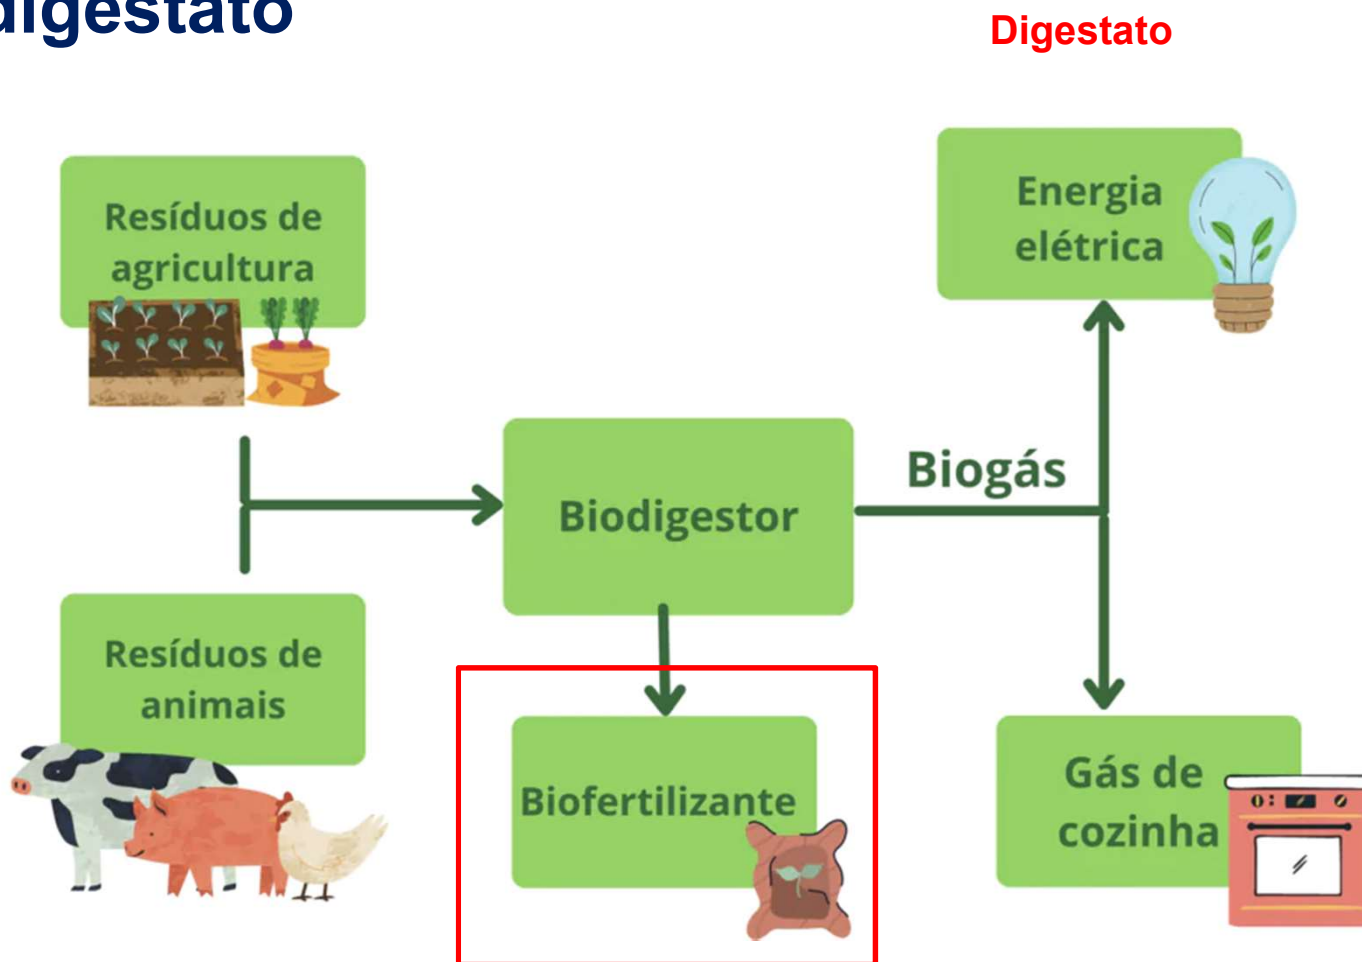 digestato
Digestato
Resíduos de
agricultura
Energia
elétrica
Biogás
Biodigestor
Resíduos de
animais
Biofertilizante
Gás de
cozinha